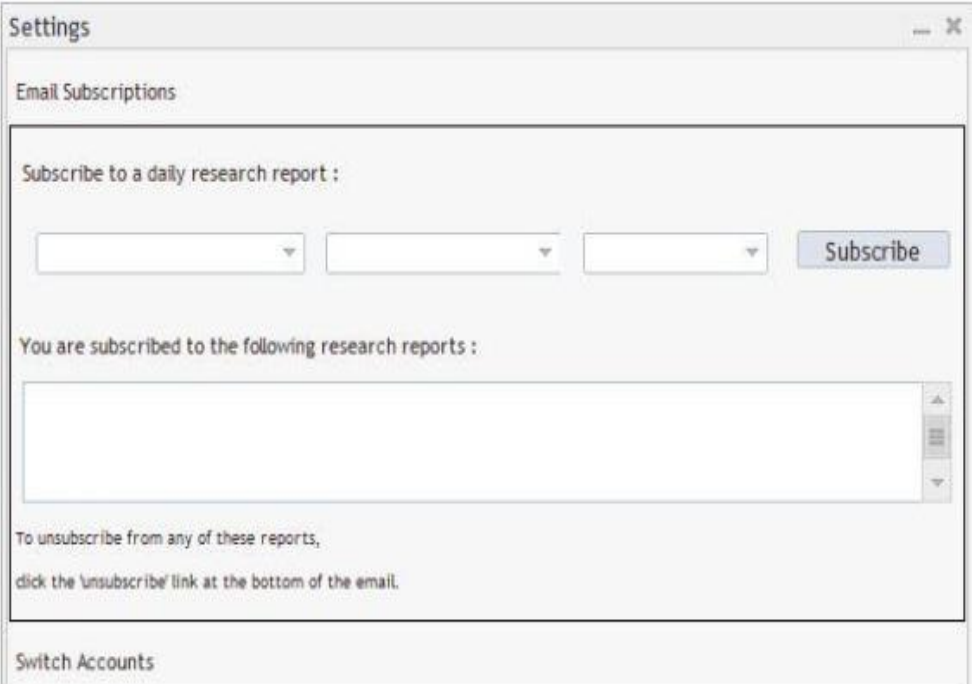 Settings
Email Subscriptions
Subscribe to a daily research report :
Subscribe
You are subscribed to the following research reports :
To unsubscribe from any of these reports,
click the 'unsubscribe' link at the bottom of the email.
Switch Accounts